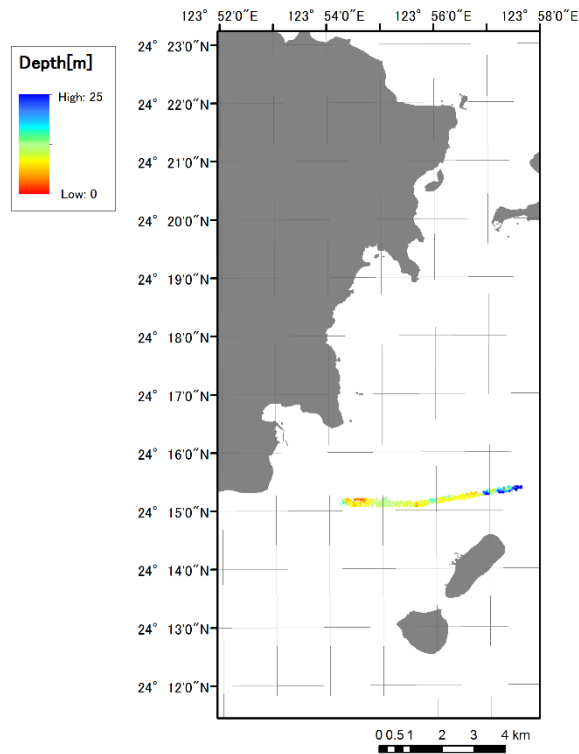 123° 52'0"E 123° 54'0"E 123° 56'0"E 123° 58'0"E
Depth[m]
High: 25
Low: 0
24° 23'0"N
24° 22'0"N
24° 21'0"N
24° 20'0"N
24° 19'0"N
24° 18'0"N
24° 17'0"N
24° 16'0"N
24° 15'0"N
24° 14'0"N
24° 13'0"N
24° 12'0"N
0 0.5 1 2 3 4 km